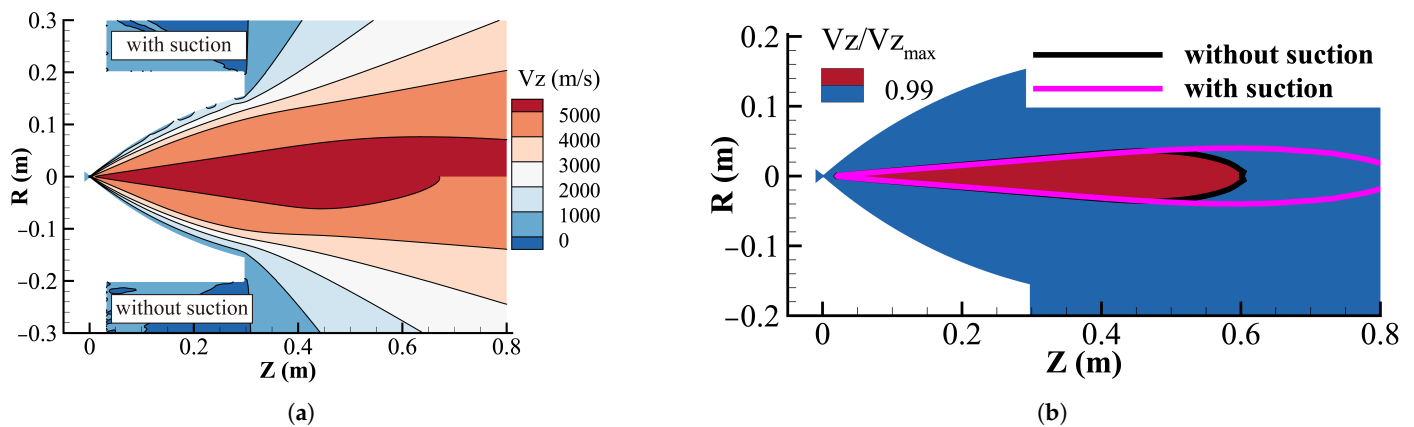 0.3
0.2
0.1
0
−0.1
−0.2
−0.3
R (m)
with suction
without suction
0
0.2
0.4
0.6
0.8
Z (m)
Vz (m/s)
5000
4000
3000
2000
1000
0
(a)
0.2
0.1
0
−0.1
−0.2
R (m)
Vz/Vzmax
0.99
without suction
with suction
0
0.2
0.4
0.6
0.8
Z (m)
(b)